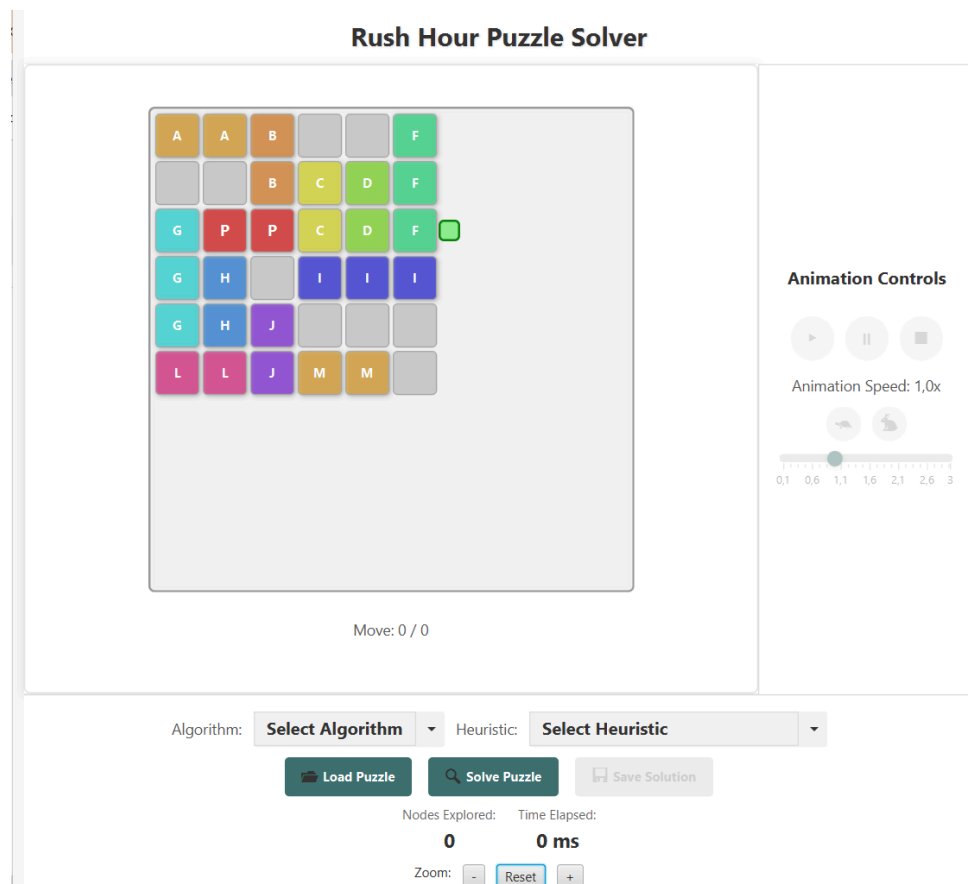 Rush Hour Puzzle Solver
A A B F
B C D F
G P P C D F
G H I I I
G H J
L L J M M
Move: 0 / 0
Animation Controls
Animation Speed: 1,0x
0,1 0,6 1,1 1,6 2,1 2,6 3
Algorithm: Select Algorithm Heuristic: Select Heuristic
Load Puzzle Solve Puzzle Save Solution
Nodes Explored: Time Elapsed:
0 0 ms
Zoom: - Reset +